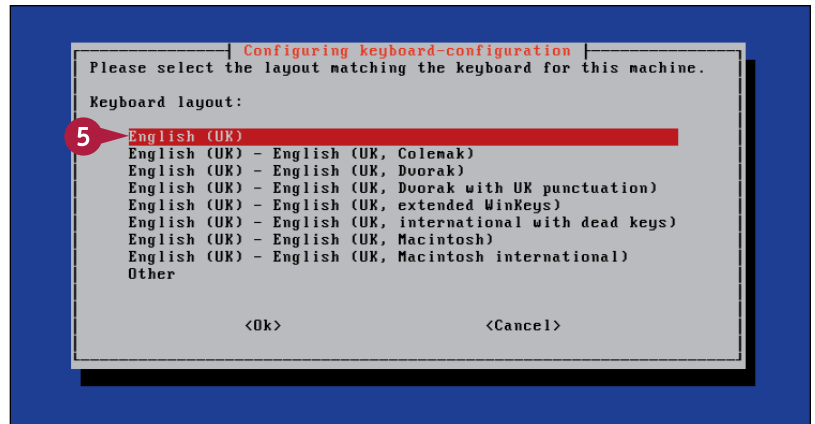 Configuring keyboard-configuration
Please select the layout matching the keyboard for this machine.
Keyboard layout:
5
English (UK)
English (UK) - English (UK, Colemak)
English (UK) - English (UK, Dvorak)
English (UK) - English (UK, Dvorak with UK punctuation)
English (UK) - English (UK, extended WinKeys)
English (UK) - English (UK, international with dead keys)
English (UK) - English (UK, Macintosh)
English (UK) - English (UK, Macintosh international)
Other
<Ok> <Cancel>